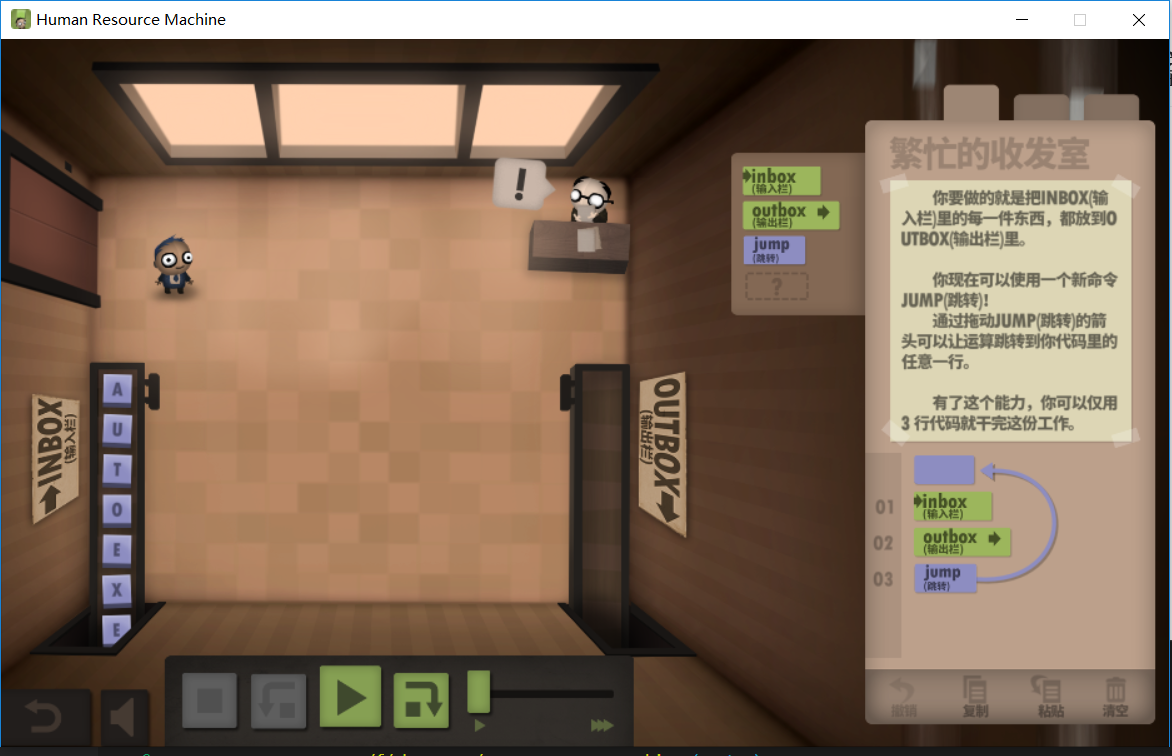 Human Resource Machine
!
inbox
(输入栏)
outbox
(输出栏)
jump
(跳转)
?
繁忙的收发室
你要做的就是把INBOX(输
入栏)里的每一件东西，都放到O
UTBOX(输出栏)里。
你现在可以使用一个新命令
JUMP(跳转)!
通过拖动JUMP(跳转)的箭
头可以让运算跳转到你代码里的
任意一行。
有了这个能力，你可以仅用
3 行代码就干完这份工作。
INBOX
(输入栏)
A
U
T
O
E
X
E
OUTBOX
(输出栏)
01 inbox
(输入栏)
02 outbox
(输出栏)
03 jump
(跳转)
撤销 复制 粘贴 清空